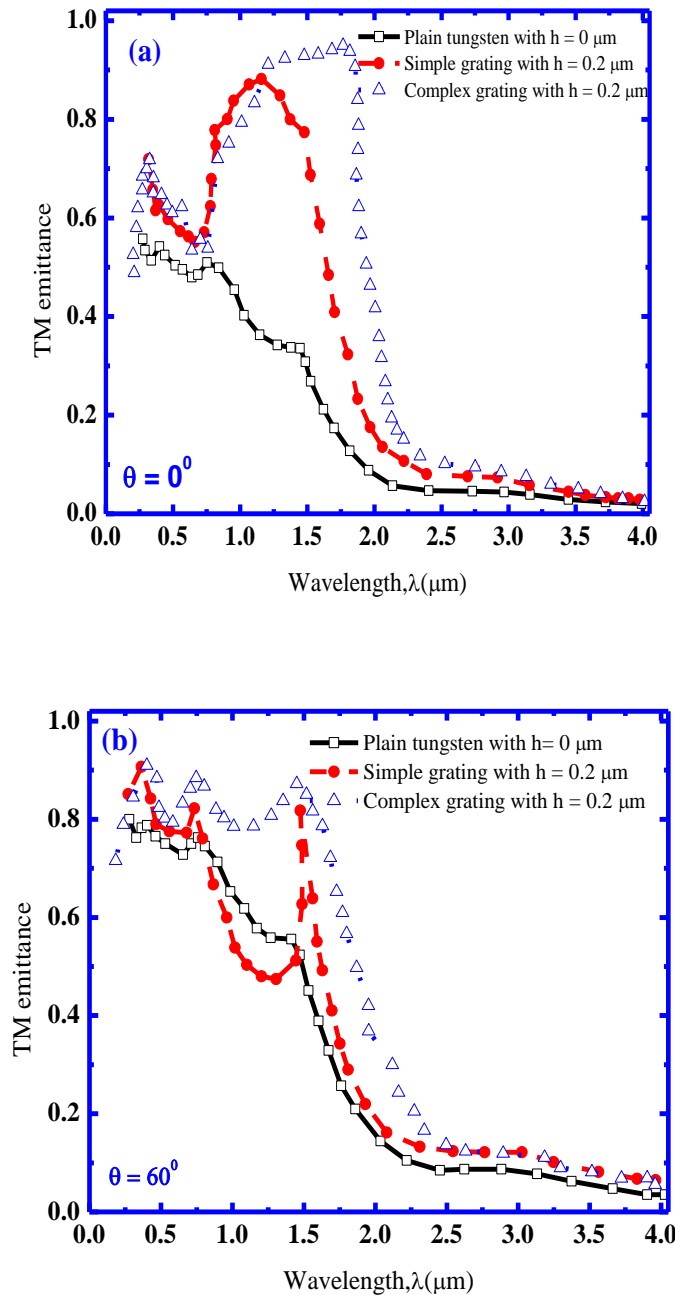 (a)
Plain tungsten with h = 0 μm
Simple grating with h = 0.2 μm
Complex grating with h = 0.2 μm
1.0
0.8
0.6
0.4
0.2
0.0
TM emittance
θ = 0⁰
0.0 0.5 1.0 1.5 2.0 2.5 3.0 3.5 4.0
Wavelength,λ(μm)
(b)
Plain tungsten with h= 0 μm
Simple grating with h = 0.2 μm
Complex grating with h = 0.2 μm
1.0
0.8
0.6
0.4
0.2
0.0
TM emittance
θ = 60⁰
0.0 0.5 1.0 1.5 2.0 2.5 3.0 3.5 4.0
Wavelength,λ(μm)